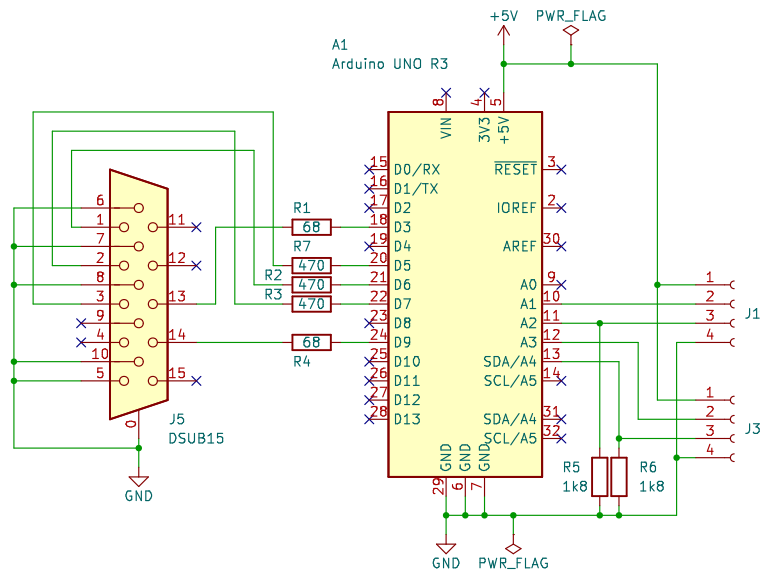 +5V PWR_FLAG
A1
Arduino UNO R3
8 4 5
VIN 3V3 +5V
15 D0/RX RESET 3
16 D1/TX
17 D2 IOREF 2
18 D3
19 D4 AREF 30
20 D5
21 D6 A0 9
22 D7 A1 10
23 D8 A2 11
24 D9 A3 12
25 D10 SDA/A4 13
26 D11 SCL/A5 14
27 D12
28 D13 SDA/A4 31
SCL/A5 32
GND GND GND
29 6 7
R1
68
R7
470
R2
470
R3
470
68
R4
6
1 11
7
2 12
8
3 13
9
4 14
10
5 15
0
J5
DSUB15
GND
1
2
3
4
J1
1
2
3
4
J3
R5
1k8
R6
1k8
GND PWR_FLAG